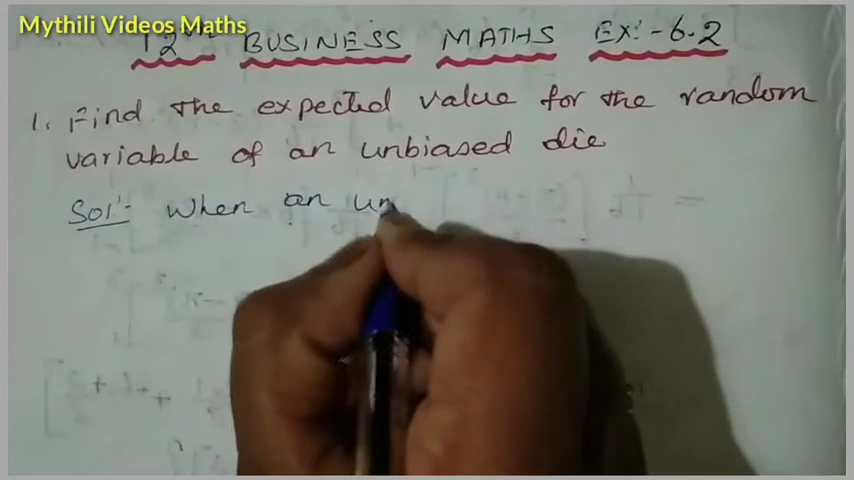 Mythili Videos Maths
12th BUSINESS MATHS EX:-6.2
1. Find the expected value for the random
variable of an unbiased die
Sol:- When an un